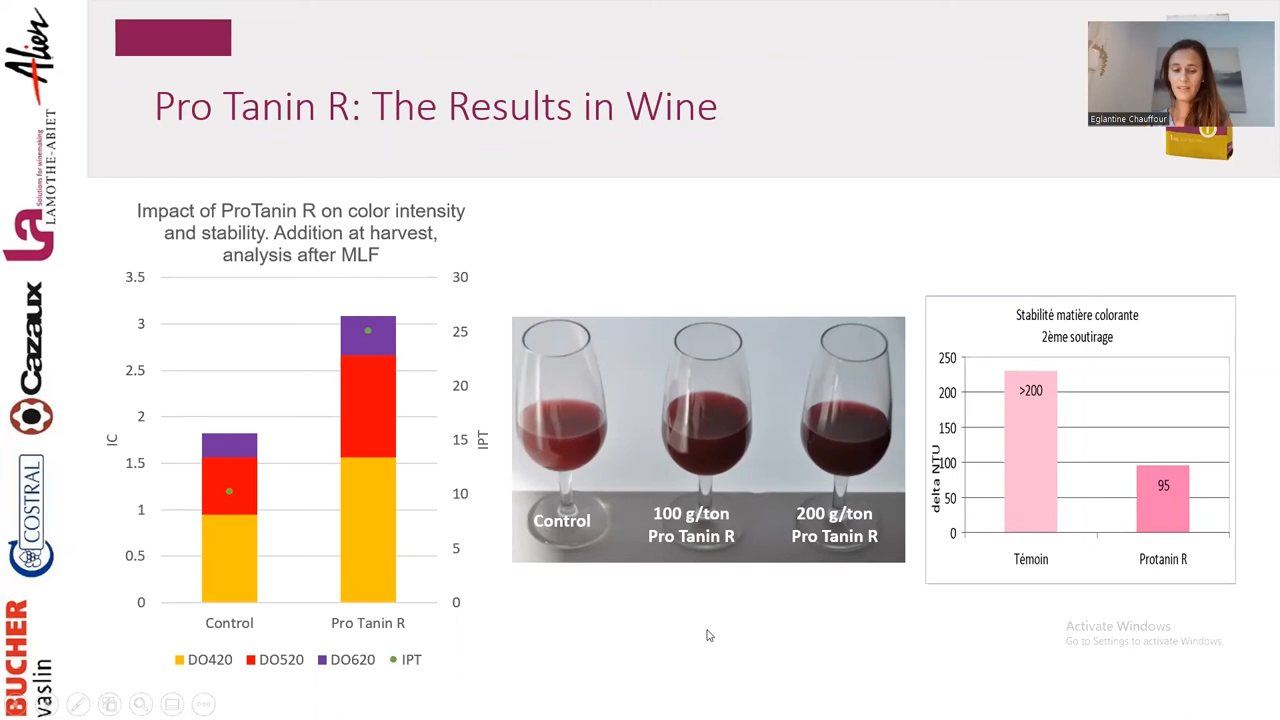 Alien
Solutions for winemaking
LAMOTHE-ABIET
La
Cazaux
COSTRAL
BUCHER
vaslin
Pro Tanin R: The Results in Wine
Eglantine Chauffour
Impact of ProTanin R on color intensity
and stability. Addition at harvest,
analysis after MLF
3.5
3
2.5
2
1.5
1
0.5
0
IC
30
25
20
15
10
5
0
IPT
Control
Pro Tanin R
DO420 DO520 DO620 IPT
Control
100 g/ton
Pro Tanin R
200 g/ton
Pro Tanin R
Stabilité matière colorante
2ème soutirage
250
200
150
100
50
0
delta NTU
>200
95
Témoin
Protanin R
Activate Windows
Go to Settings to activate Windows.